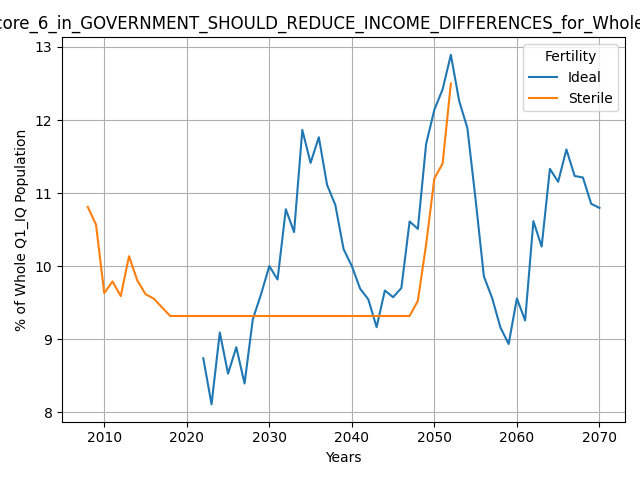 core_6_in_GOVERNMENT_SHOULD_REDUCE_INCOME_DIFFERENCES_for_Whole
Fertility
Ideal
Sterile
% of Whole Q1_IQ Population
13
12
11
10
9
8
2010 2020 2030 2040 2050 2060 2070
Years